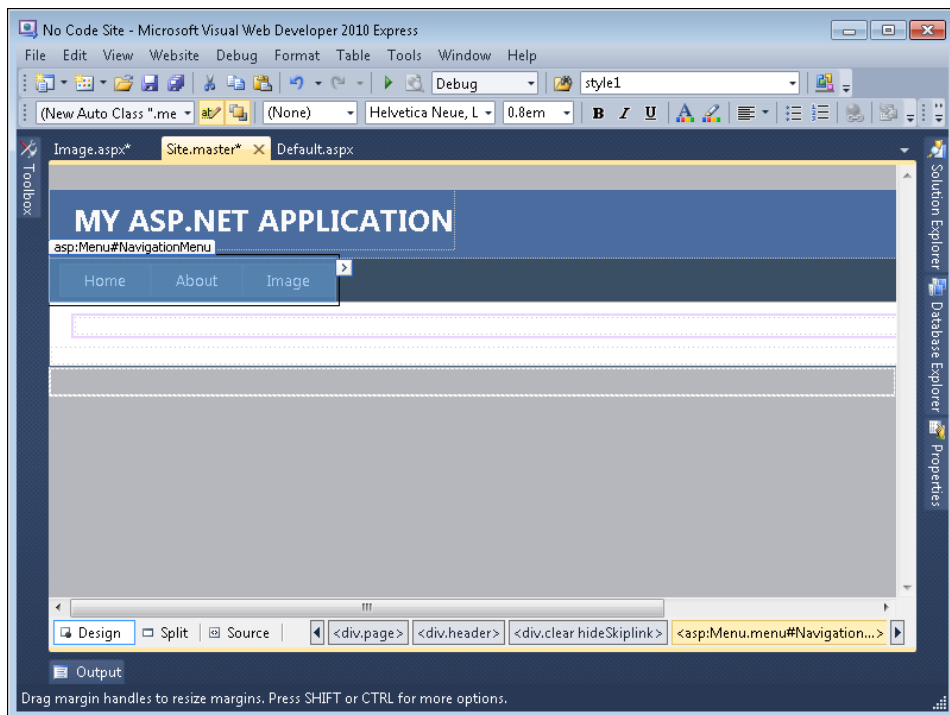 No Code Site - Microsoft Visual Web Developer 2010 Express
File Edit View Website Debug Format Table Tools Window Help
Debug style1
(New Auto Class ".me ab (None) Helvetica Neue, L 0.8em B I U A
Image.aspx* Site.master* Default.aspx
Toolbox
MY ASP.NET APPLICATION
asp:Menu#NavigationMenu
Home About Image
Solution Explorer
Database Explorer
Properties
Design Split Source <div.page> <div.header> <div.clear hideSkiplink> <asp:Menu.menu#Navigation...>
Output
Drag margin handles to resize margins. Press SHIFT or CTRL for more options.